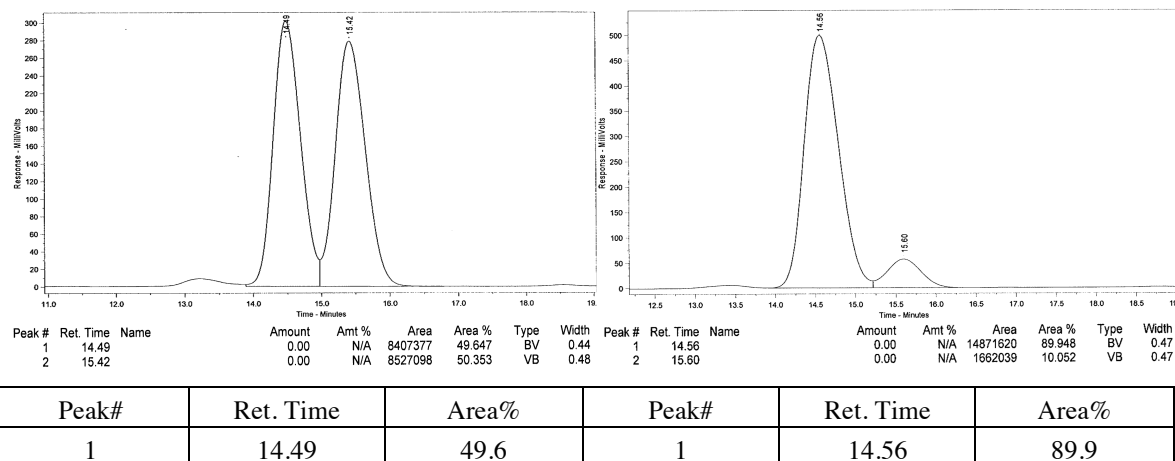 300
280
260
240
220
200
180
160
140
120
100
80
60
40
20
0
Response - MilliVolts
14.49
15.42
11.0 12.0 13.0 14.0 15.0 16.0 17.0 18.0 19.
Time - Minutes
Peak # Ret. Time Name Amount Amt % Area Area % Type Width
1 14.49 0.00 N/A 8407377 49.647 BV 0.44
2 15.42 0.00 N/A 8527098 50.353 VB 0.48
500
450
400
350
300
250
200
150
100
50
0
Response - MilliVolts
14.56
15.60
12.5 13.0 13.5 14.0 14.5 15.0 15.5 16.0 16.5 17.0 17.5 18.0 18.5 19.
Time - Minutes
Peak # Ret. Time Name Amount Amt % Area Area % Type Width
1 14.56 0.00 N/A 14871620 89.948 BV 0.47
2 15.60 0.00 N/A 1662039 10.052 VB 0.47
Peak# Ret. Time Area% Peak# Ret. Time Area%
1 14.49 49.6 1 14.56 89.9